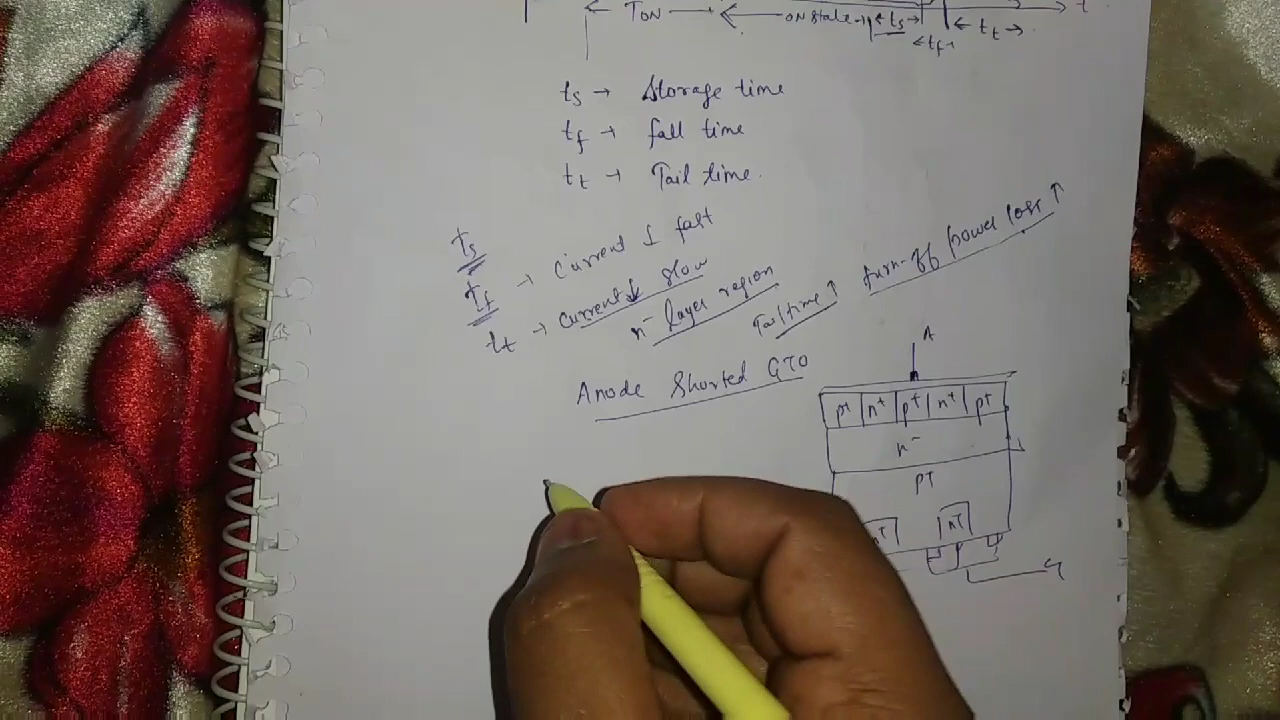 ← TON → ← ON state → ← ts → ← tt → t
← tf →
ts → Storage time
tf → fall time
tt → Tail time.
ts
tf → Current ↓ fast
tt → Current ↓ slow
n⁻ layer region
Tail time ↑
turn-off power loss ↑
Anode Shorted GTO
A
p+ n+ p+ n+ p+
n⁻
p+
n+